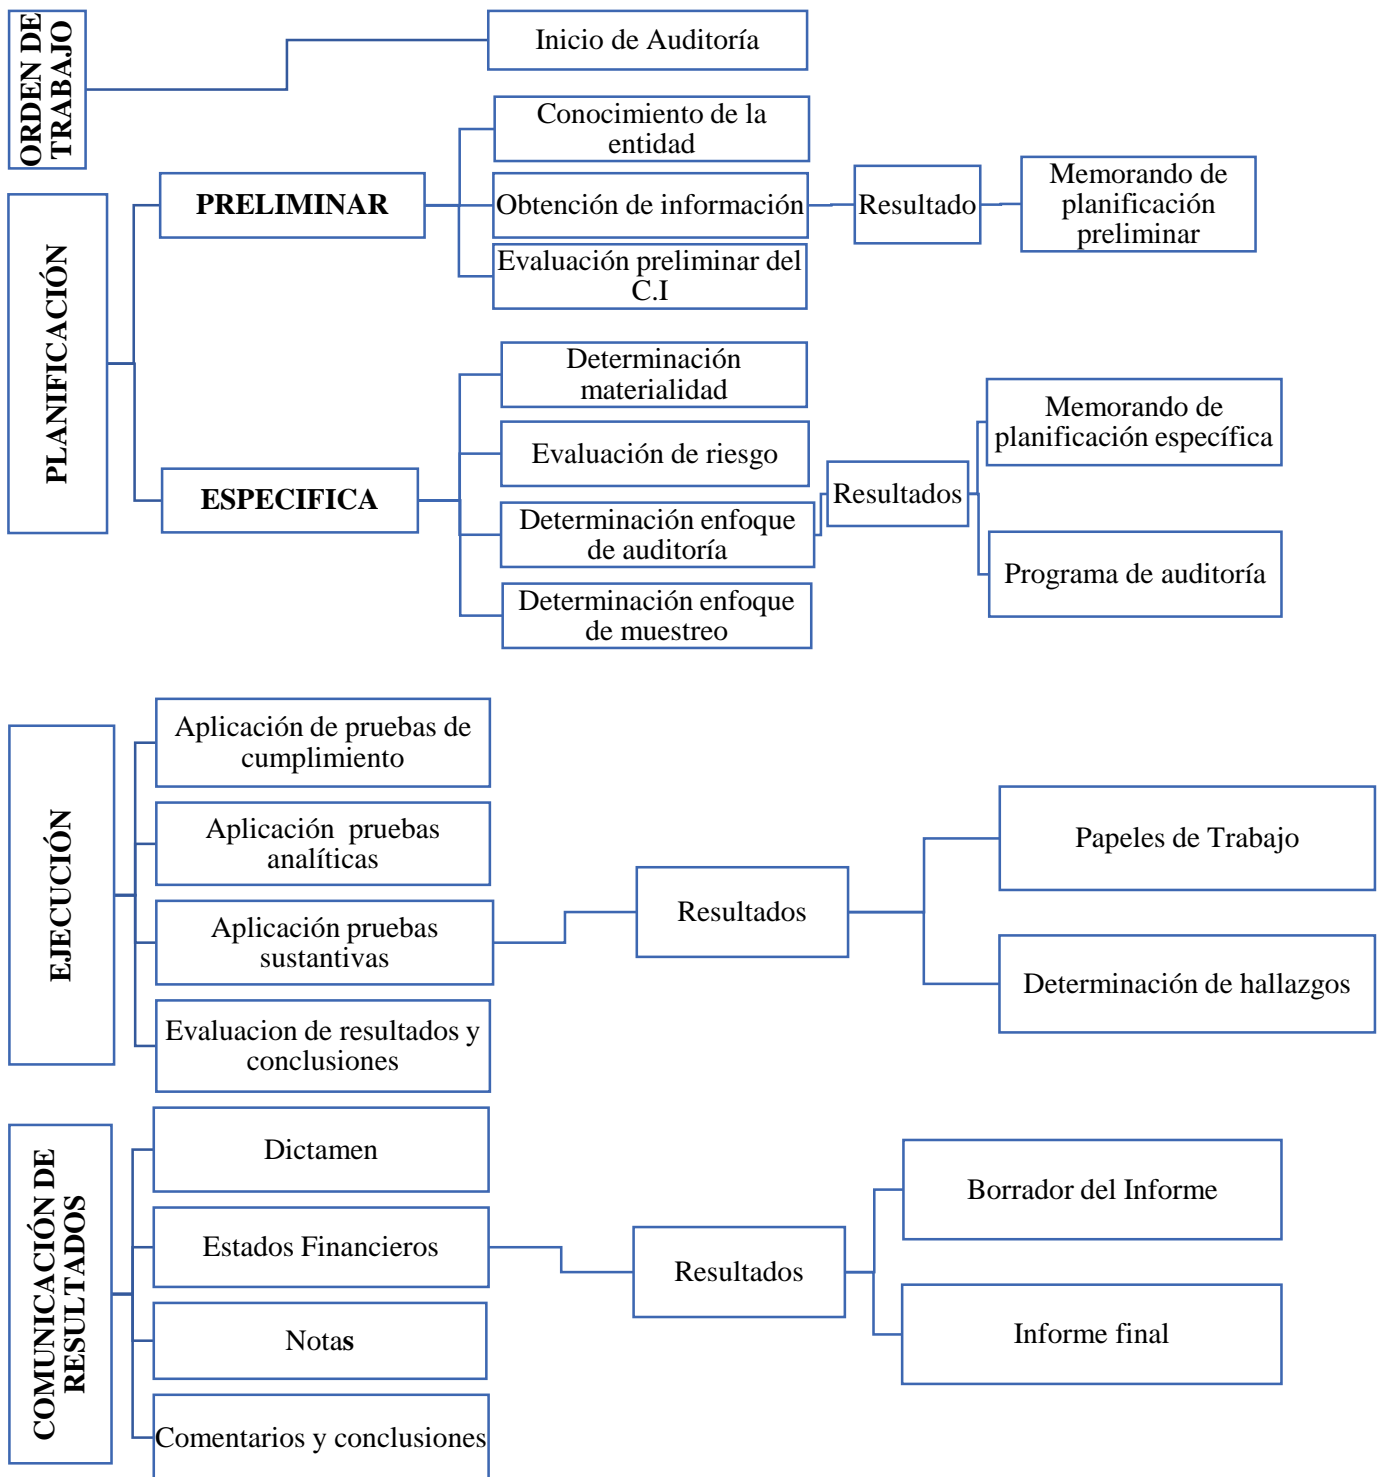 ORDEN DE
TRABAJO
Inicio de Auditoría
PLANIFICACIÓN
PRELIMINAR
Conocimiento de la
entidad
Obtención de información
Evaluación preliminar del
C.I
Resultado
Memorando de
planificación
preliminar
ESPECIFICA
Determinación
materialidad
Evaluación de riesgo
Determinación enfoque
de auditoría
Determinación enfoque
de muestreo
Resultados
Memorando de
planificación específica
Programa de auditoría
EJECUCIÓN
Aplicación de pruebas de
cumplimiento
Aplicación  pruebas
analíticas
Aplicación pruebas
sustantivas
Evaluacion de resultados y
conclusiones
Resultados
Papeles de Trabajo
Determinación de hallazgos
COMUNICACIÓN DE
RESULTADOS
Dictamen
Estados Financieros
Notas
Comentarios y conclusiones
Resultados
Borrador del Informe
Informe final